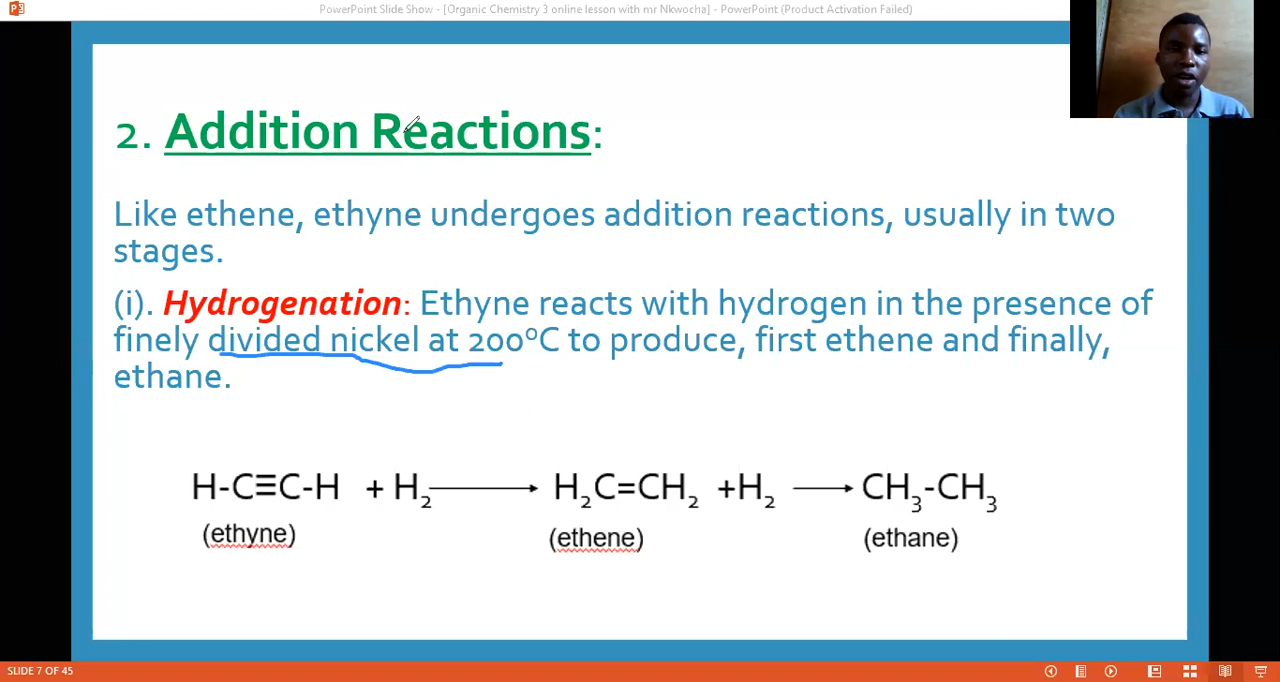 PowerPoint Slide Show - [Organic Chemistry 3 online lesson with mr Nkwocha] - PowerPoint (Product Activation Failed)
2. Addition Reactions:
Like ethene, ethyne undergoes addition reactions, usually in two
stages.
(i). Hydrogenation: Ethyne reacts with hydrogen in the presence of
finely divided nickel at 200⁰C to produce, first ethene and finally,
ethane.
H-C≡C-H + H₂ ⟶ H₂C=CH₂ +H₂ ⟶ CH₃-CH₃
(ethyne) (ethene) (ethane)
SLIDE 7 OF 45